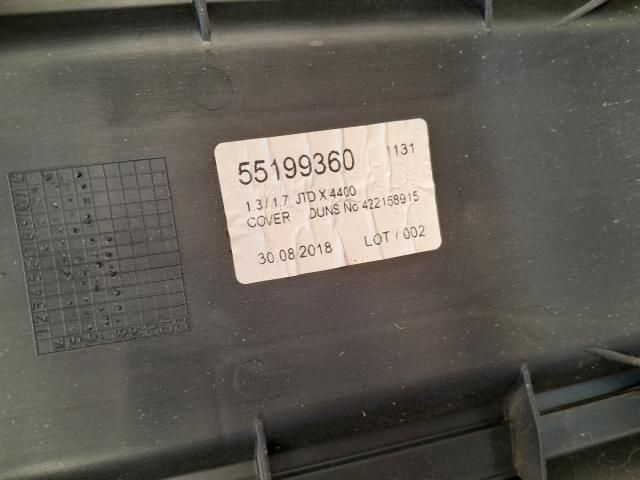 55199360 1131
1.3 / 1.7 JTD X 4400
COVER DUNS No 422158915
30.08.2018 LOT / 002